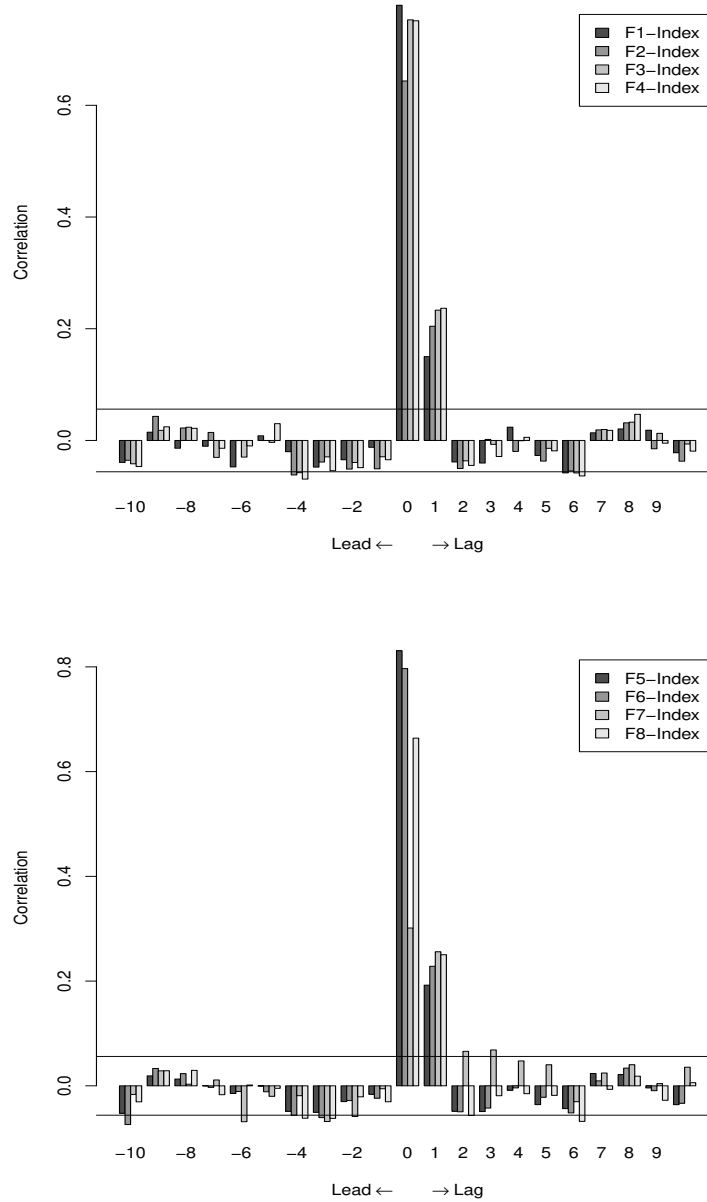 F1−Index
F2−Index
F3−Index
F4−Index
Correlation
0.6
0.4
0.2
0.0
−10 −8 −6 −4 −2 0 1 2 3 4 5 6 7 8 9
Lead ← → Lag
F5−Index
F6−Index
F7−Index
F8−Index
Correlation
0.8
0.6
0.4
0.2
0.0
−10 −8 −6 −4 −2 0 1 2 3 4 5 6 7 8 9
Lead ← → Lag